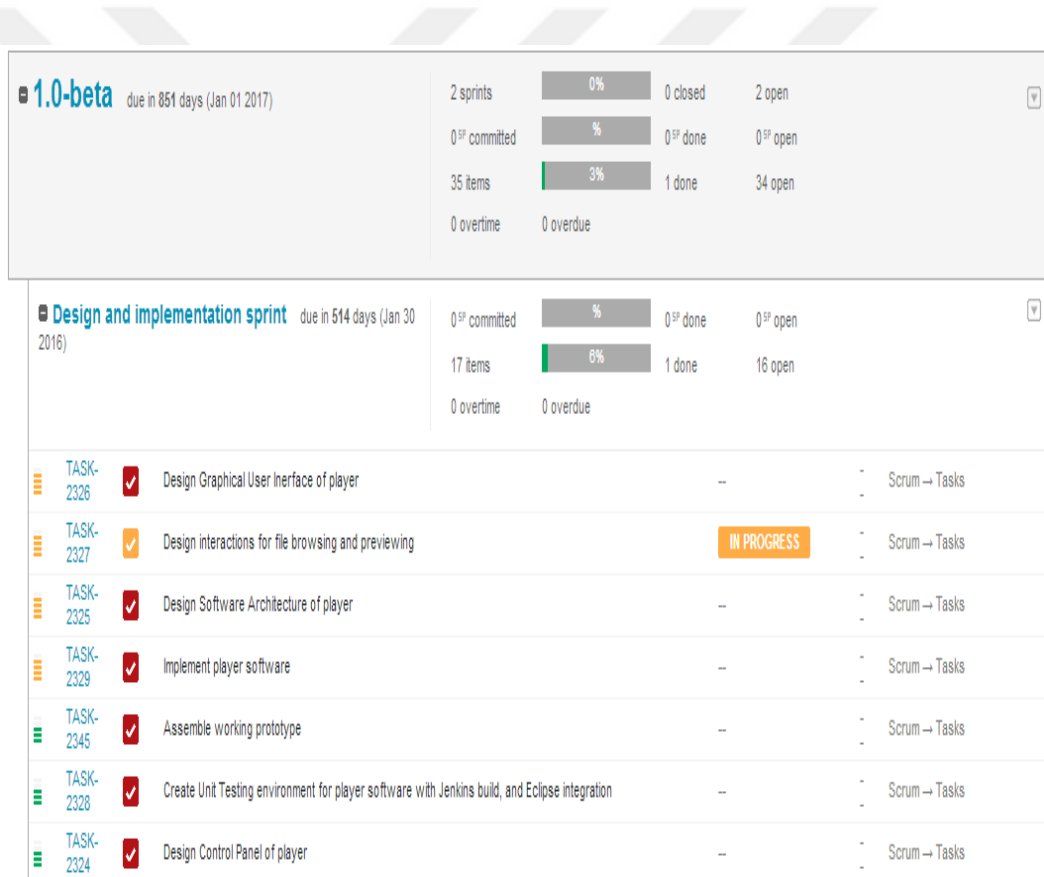 1.0-beta due in 851 days (Jan 01 2017)
2 sprints 0% 0 closed 2 open
0 SP committed % 0 SP done 0 SP open
35 items 3% 1 done 34 open
0 overtime 0 overdue
Design and implementation sprint due in 514 days (Jan 30
2016)
0 SP committed % 0 SP done 0 SP open
17 items 6% 1 done 16 open
0 overtime 0 overdue
TASK-
2326 Design Graphical User Inerface of player -- - - Scrum → Tasks
TASK-
2327 Design interactions for file browsing and previewing IN PROGRESS - - Scrum → Tasks
TASK-
2325 Design Software Architecture of player -- - - Scrum → Tasks
TASK-
2329 Implement player software -- - - Scrum → Tasks
TASK-
2345 Assemble working prototype -- - - Scrum → Tasks
TASK-
2328 Create Unit Testing environment for player software with Jenkins build, and Eclipse integration -- - - Scrum → Tasks
TASK-
2324 Design Control Panel of player -- - - Scrum → Tasks